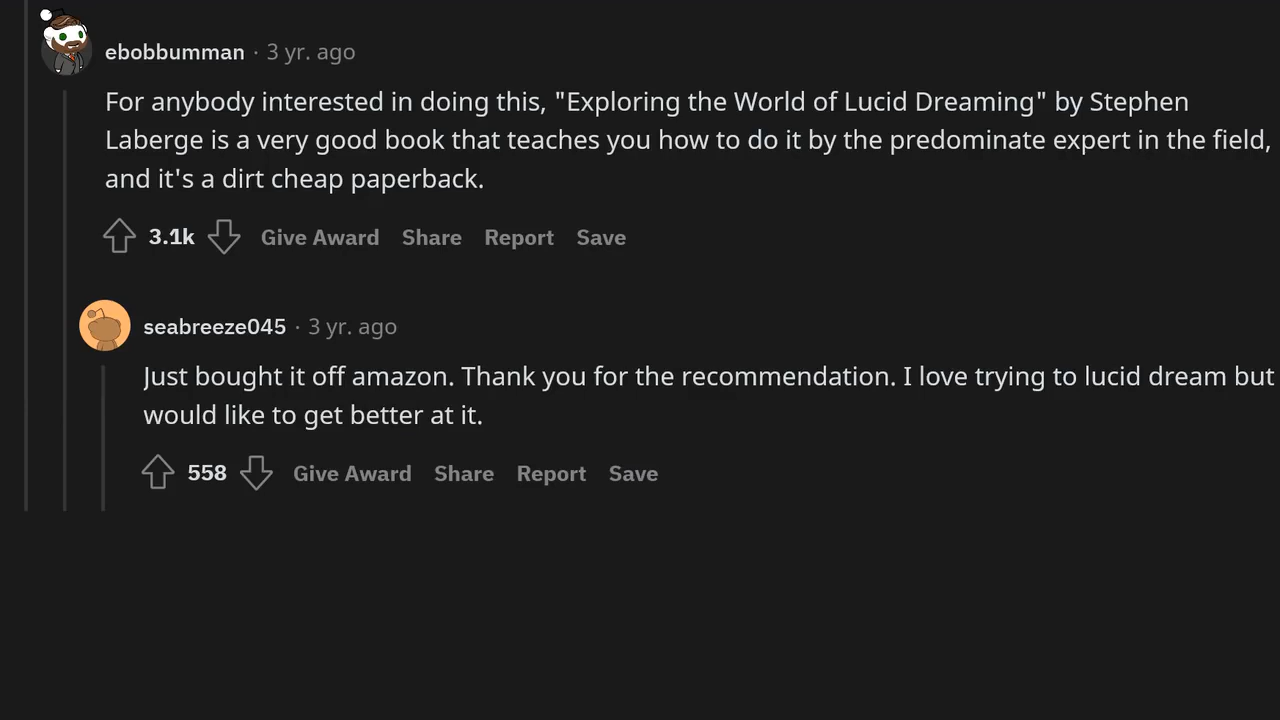 ebobbumman · 3 yr. ago
For anybody interested in doing this, "Exploring the World of Lucid Dreaming" by Stephen
Laberge is a very good book that teaches you how to do it by the predominate expert in the field,
and it's a dirt cheap paperback.
3.1k Give Award Share Report Save
seabreeze045 · 3 yr. ago
Just bought it off amazon. Thank you for the recommendation. I love trying to lucid dream but
would like to get better at it.
558 Give Award Share Report Save